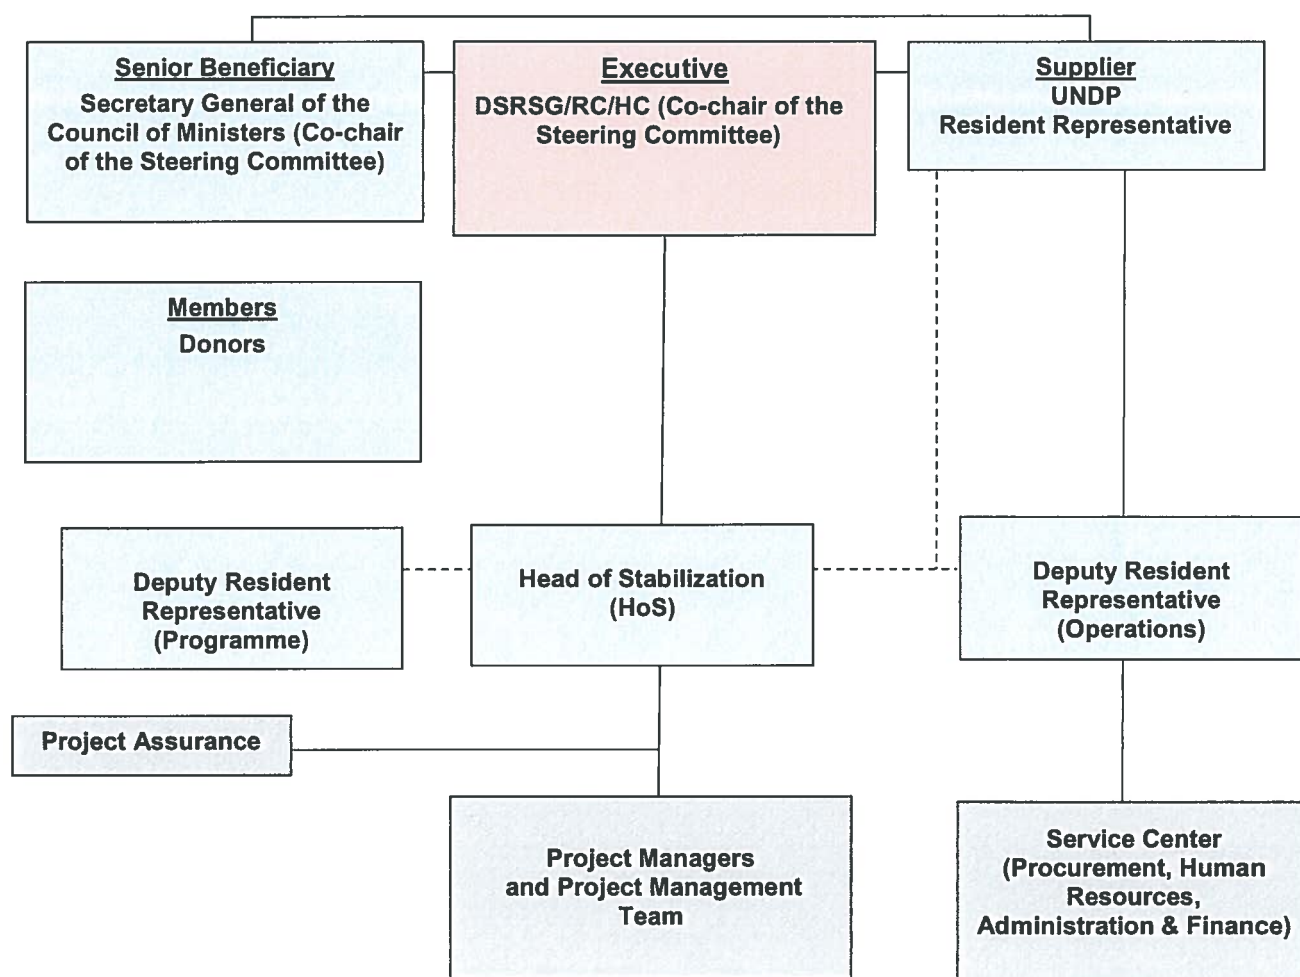 Senior Beneficiary
Secretary General of the
Council of Ministers (Co-chair
of the Steering Committee)
Executive
DSRSG/RC/HC (Co-chair of the
Steering Committee)
Supplier
UNDP
Resident Representative
Members
Donors
Deputy Resident
Representative
(Programme)
Head of Stabilization
(HoS)
Deputy Resident
Representative
(Operations)
Project Assurance
Project Managers
and Project Management
Team
Service Center
(Procurement, Human
Resources,
Administration & Finance)